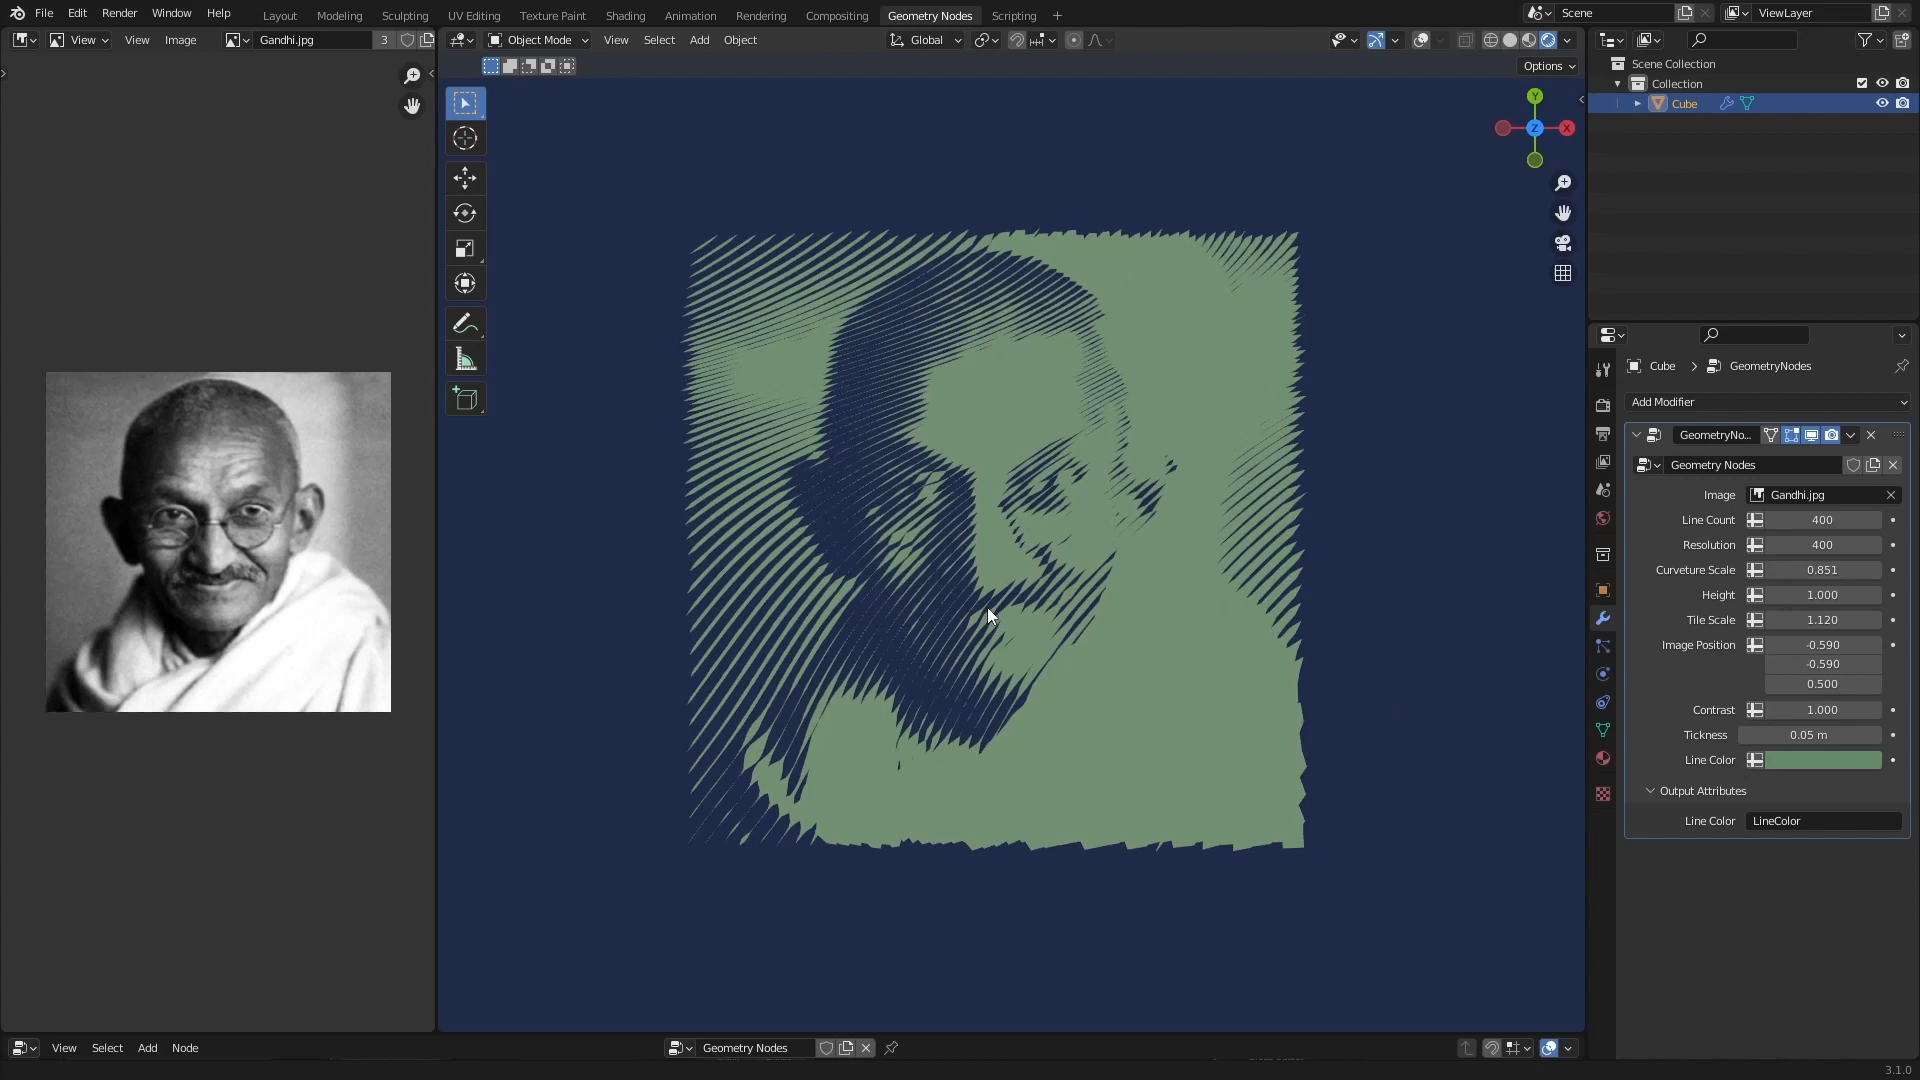 File Edit Render Window Help Layout Modeling Sculpting UV Editing Texture Paint Shading Animation Rendering Compositing Geometry Nodes Scripting + Scene ViewLayer
View View Image Gandhi.jpg 3 Object Mode View Select Add Object Global
Options
Y
X
Z
Scene Collection
Collection
Cube
Cube > GeometryNodes
Add Modifier
GeometryNo...
Geometry Nodes
Image Gandhi.jpg
Line Count 400
Resolution 400
Curveture Scale 0.851
Height 1.000
Tile Scale 1.120
Image Position -0.590
-0.590
0.500
Contrast 1.000
Tickness 0.05 m
Line Color
Output Attributes
Line Color LineColor
View Select Add Node Geometry Nodes
3.1.0